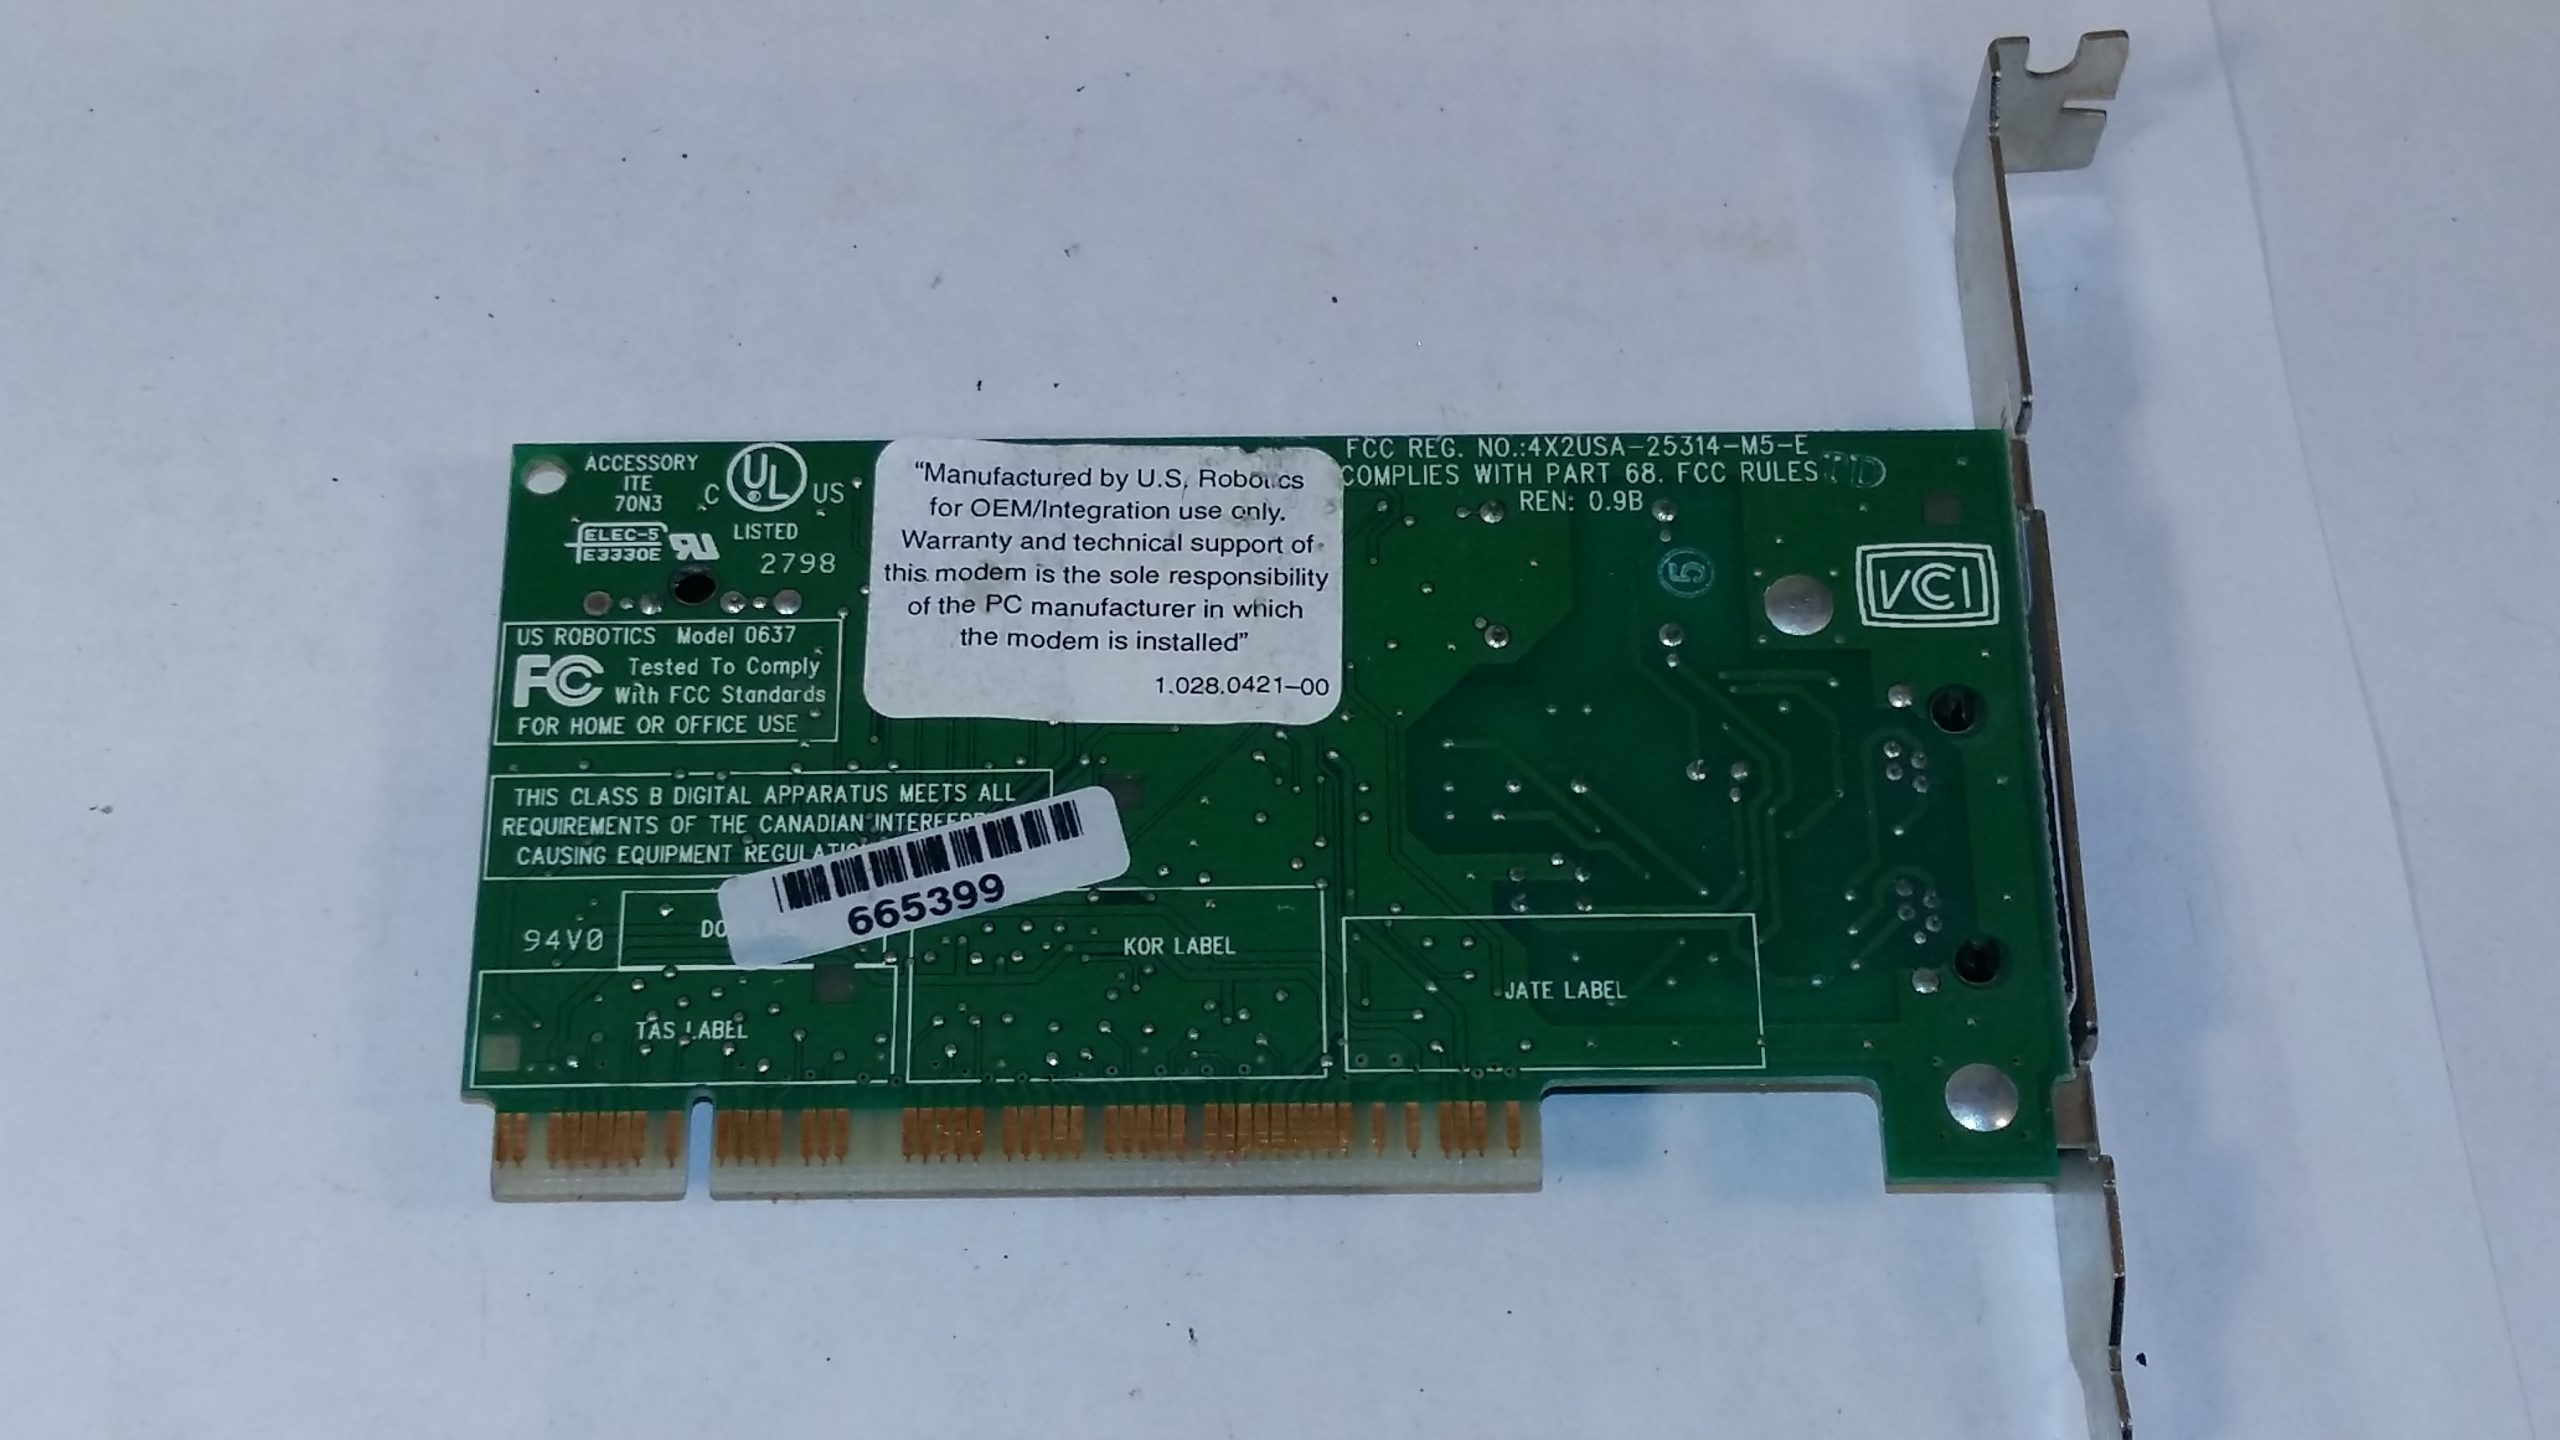 ACCESSORY
ITE
70N3
C UL ® US
LISTED
2798
ELEC-5
E3330E
US ROBOTICS Model 0637
FC Tested To Comply
With FCC Standards
FOR HOME OR OFFICE USE
"Manufactured by U.S. Robotics
for OEM/Integration use only.
Warranty and technical support of
this modem is the sole responsibility
of the PC manufacturer in which
the modem is installed"
1.028.0421-00
FCC REG. NO.:4X2USA-25314-M5-E
COMPLIES WITH PART 68. FCC RULES
REN: 0.9B
5
VCI
THIS CLASS B DIGITAL APPARATUS MEETS ALL
REQUIREMENTS OF THE CANADIAN
CAUSING EQUIPMENT
665399
94V0
TAS LABEL
KOR LABEL
JATE LABEL